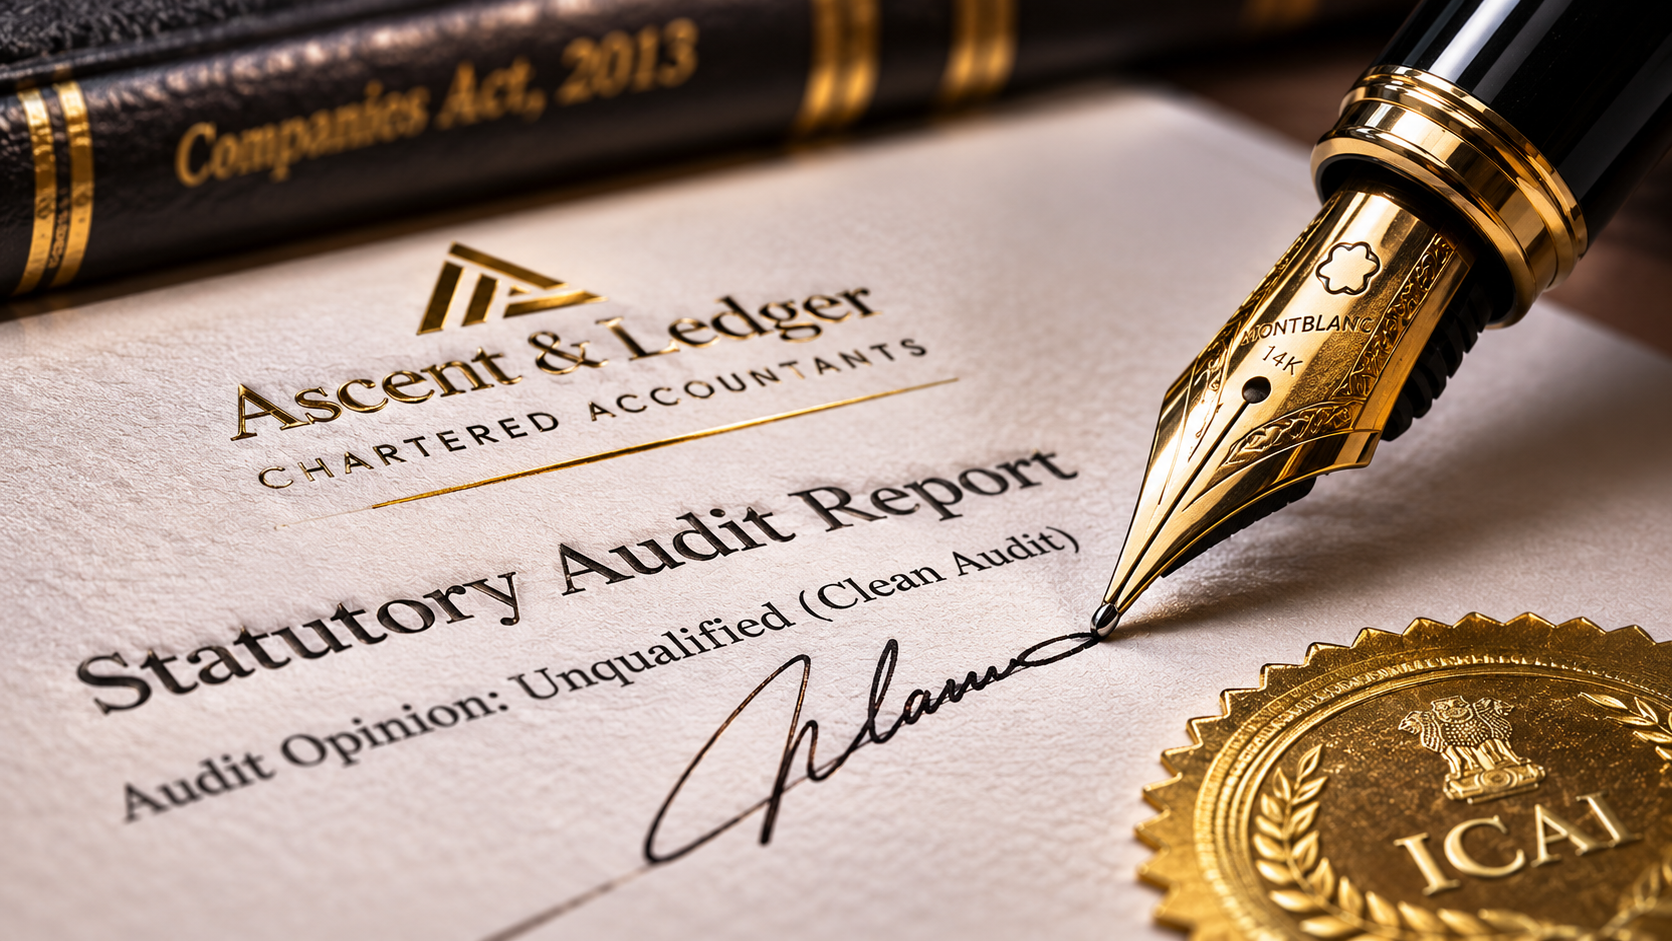 Companies Act, 2013
Ascent & Ledger
CHARTERED ACCOUNTANTS
Statutory Audit Report
Audit Opinion: Unqualified (Clean Audit)
MONTBLANC
14K
ICAI